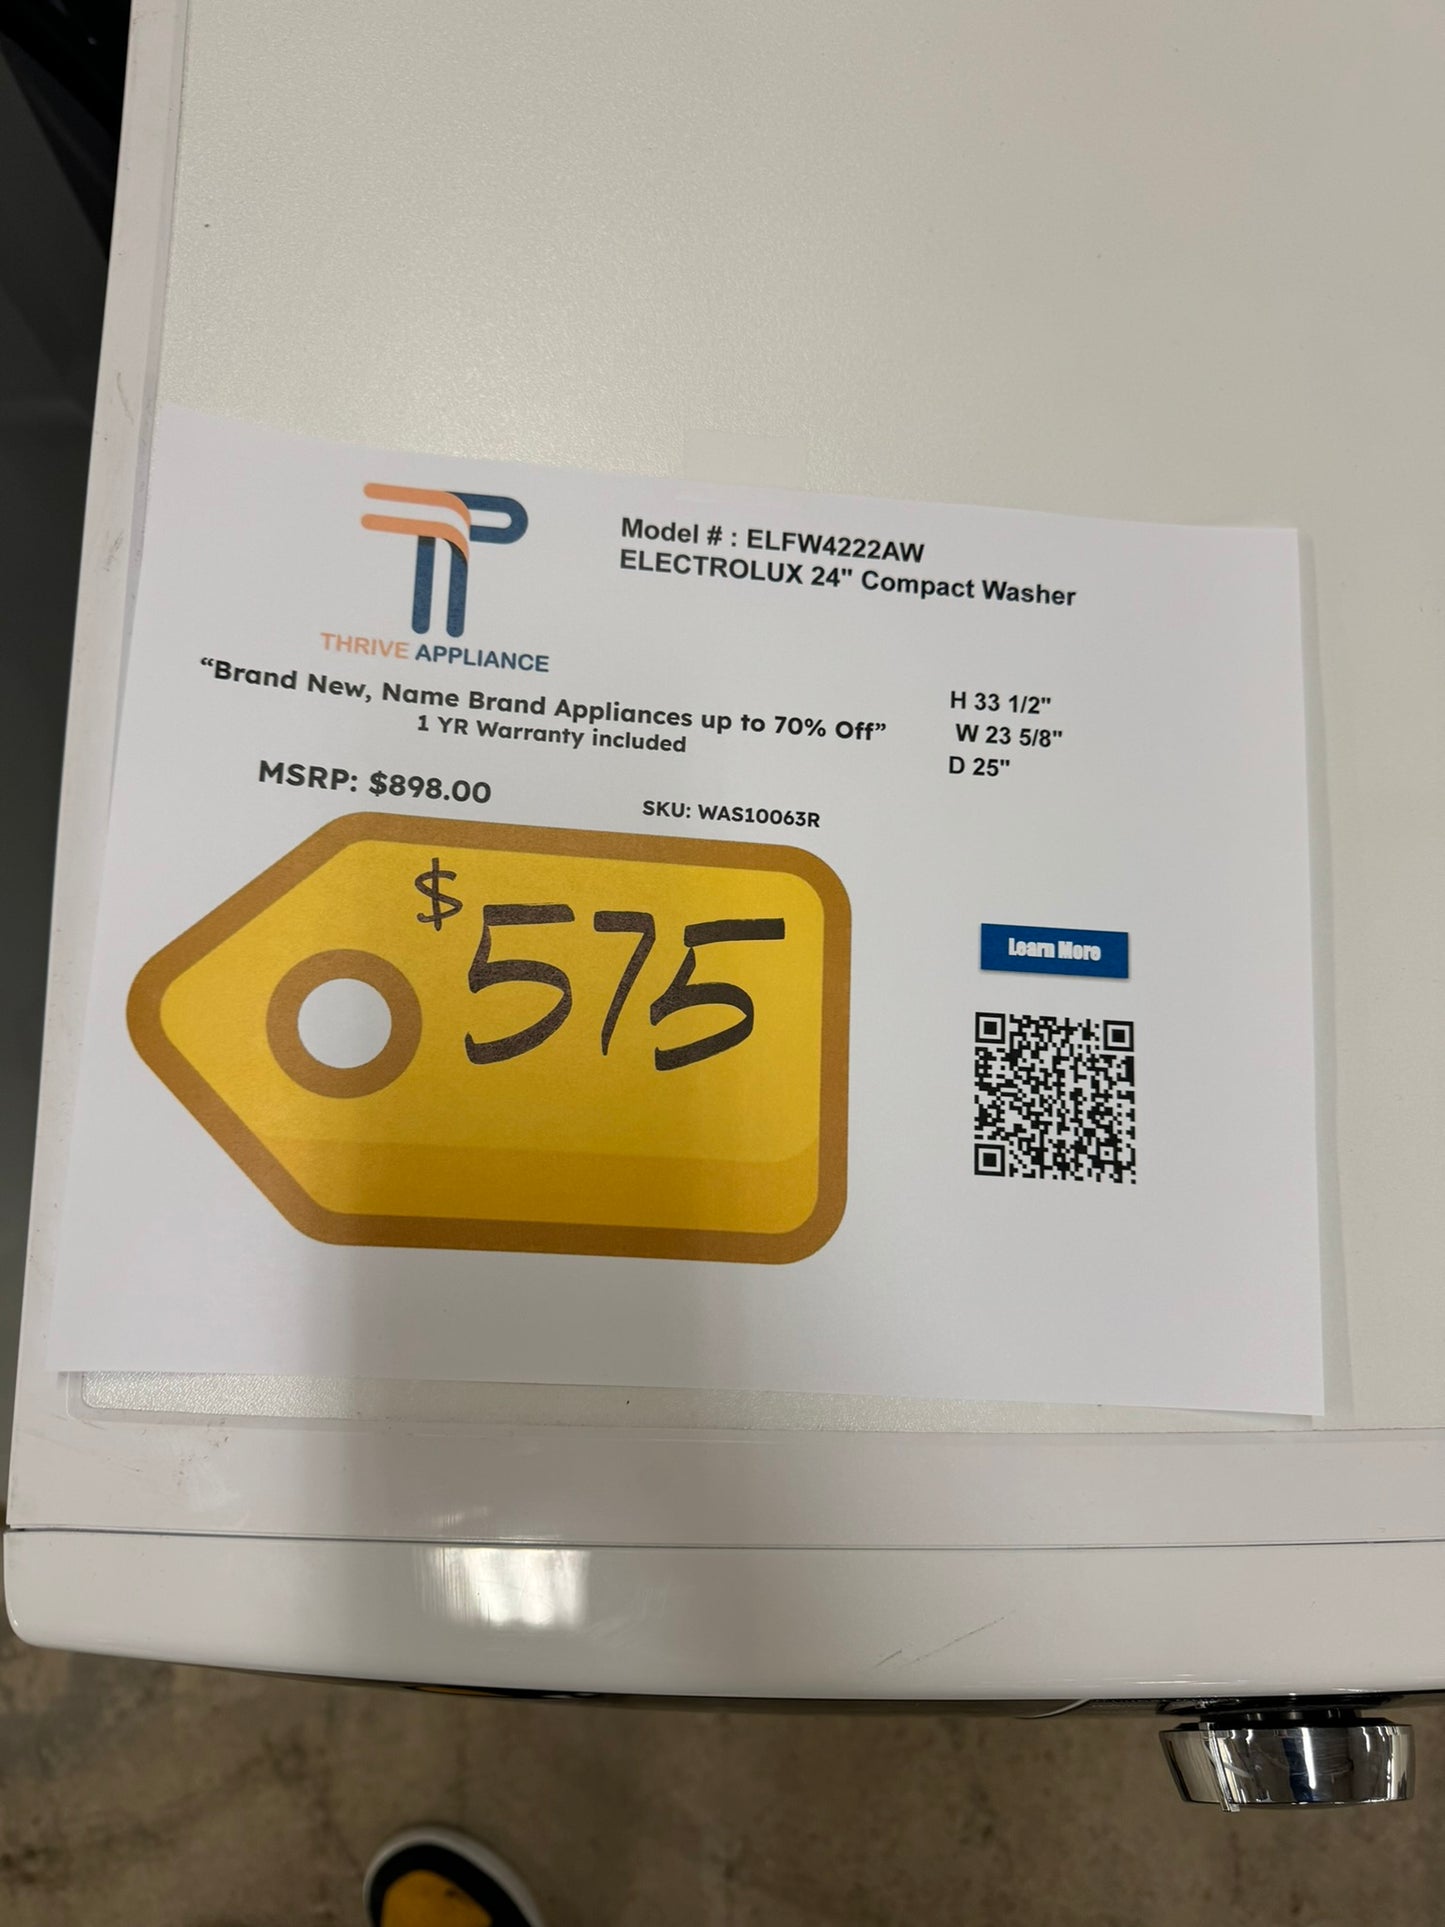 THRIVE APPLIANCE
Model # : ELFW4222AW
ELECTROLUX 24" Compact Washer
“Brand New, Name Brand Appliances up to 70% Off”
1 YR Warranty included
H 33 1/2"
W 23 5/8"
D 25"
MSRP: $898.00
SKU: WAS10063R
$575
Learn More